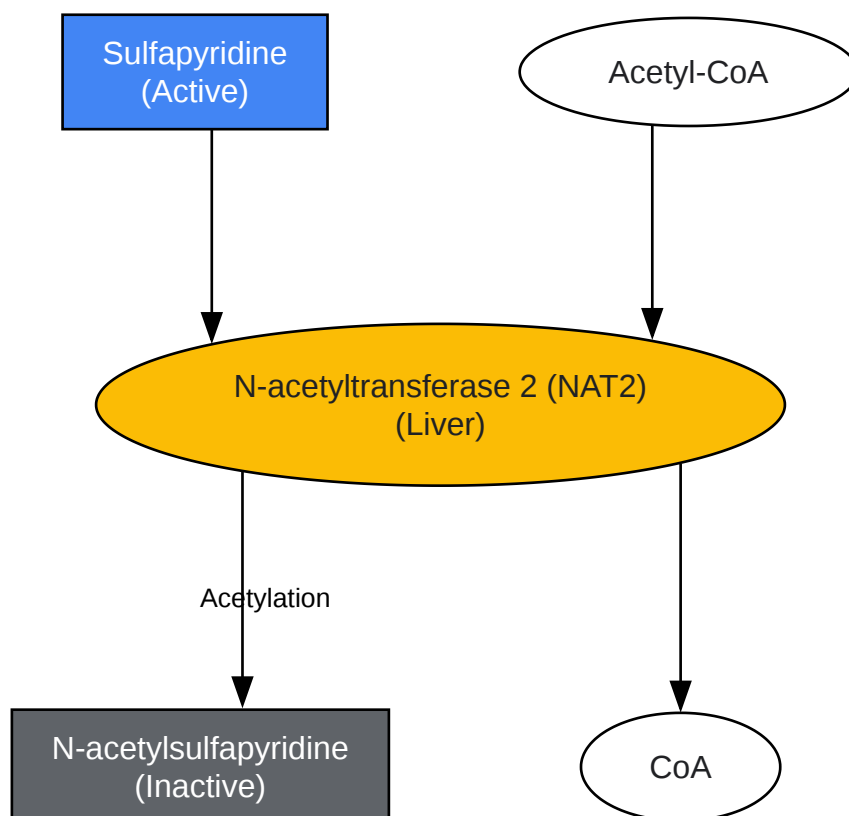 Sulfapyridine
(Active)
Acetyl-CoA
N-acetyltransferase 2 (NAT2)
(Liver)
Acetylation
N-acetylsulfapyridine
(Inactive)
CoA